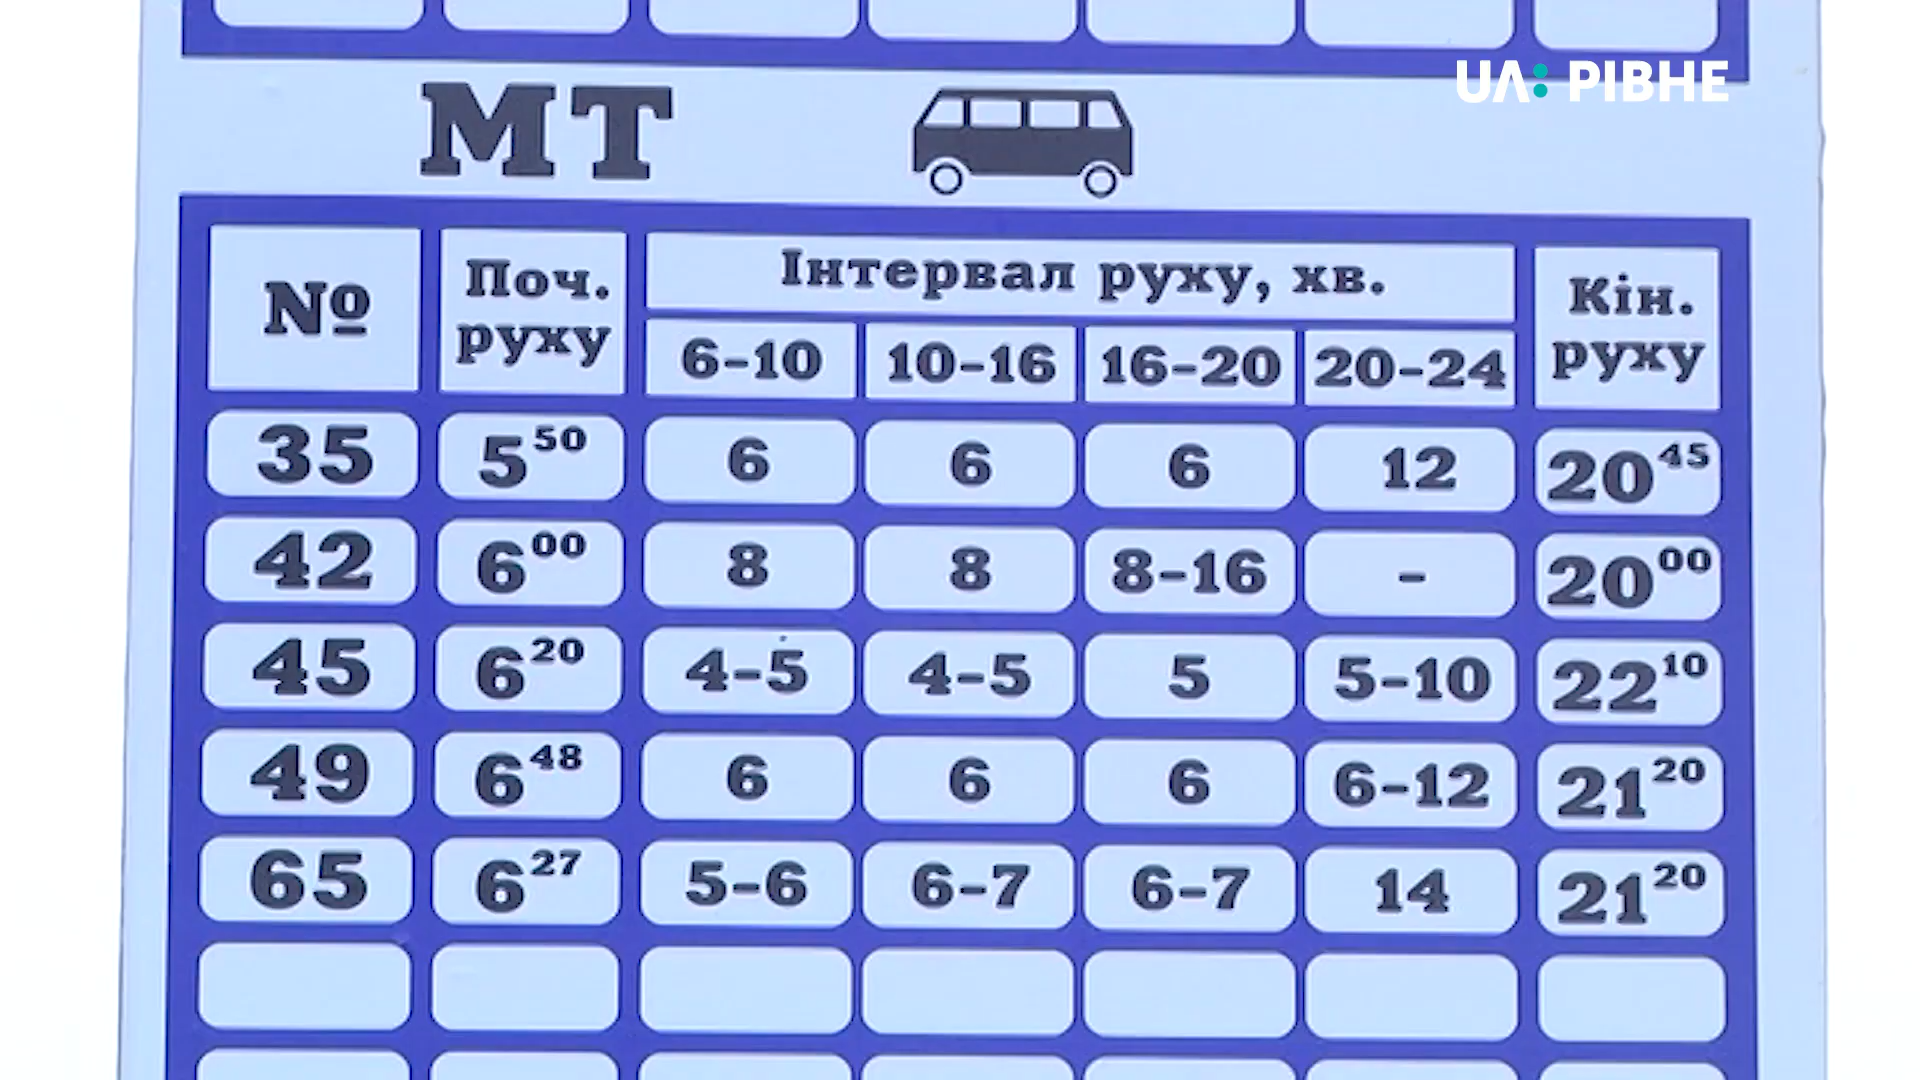 UA: РІВНЕ
МТ
№ Поч. руху Інтервал руху, хв. Кін. руху
6-10 10-16 16-20 20-24
35 5⁵⁰ 6 6 6 12 20⁴⁵
42 6⁰⁰ 8 8 8-16 - 20⁰⁰
45 6²⁰ 4-5 4-5 5 5-10 22¹⁰
49 6⁴⁸ 6 6 6 6-12 21²⁰
65 6²⁷ 5-6 6-7 6-7 14 21²⁰